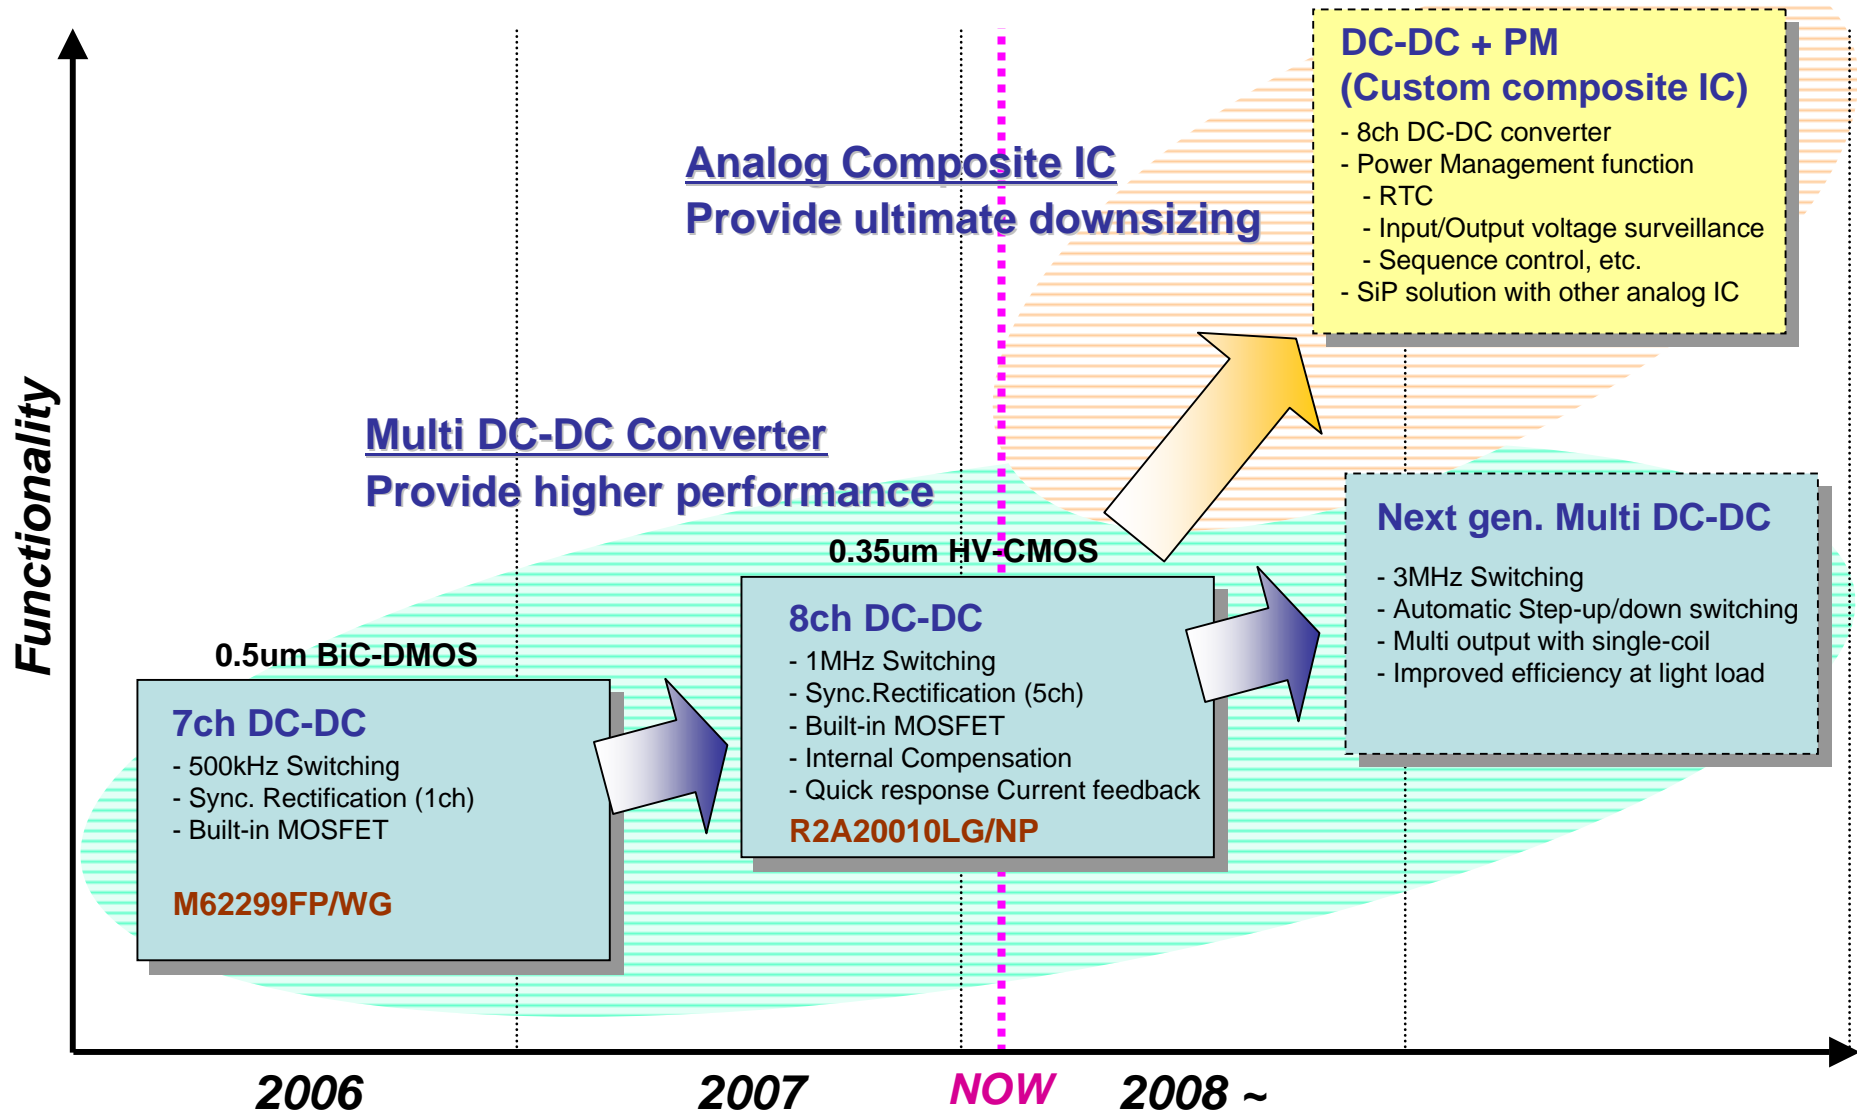 DC-DC + PM
(Custom composite IC)
- 8ch DC-DC converter
- Power Management function
- RTC
- Input/Output voltage surveillance
- Sequence control, etc.
- SiP solution with other analog IC
Analog Composite IC
Provide ultimate downsizing
Functionality
Multi DC-DC Converter
Provide higher performance
Next gen. Multi DC-DC
- 3MHz Switching
- Automatic Step-up/down switching
- Multi output with single-coil
- Improved efficiency at light load
0.35um HV-CMOS
8ch DC-DC
- 1MHz Switching
- Sync.Rectification (5ch)
- Built-in MOSFET
- Internal Compensation
- Quick response Current feedback
R2A20010LG/NP
0.5um BiC-DMOS
7ch DC-DC
- 500kHz Switching
- Sync. Rectification (1ch)
- Built-in MOSFET
M62299FP/WG
2006
2007
NOW
2008 ~